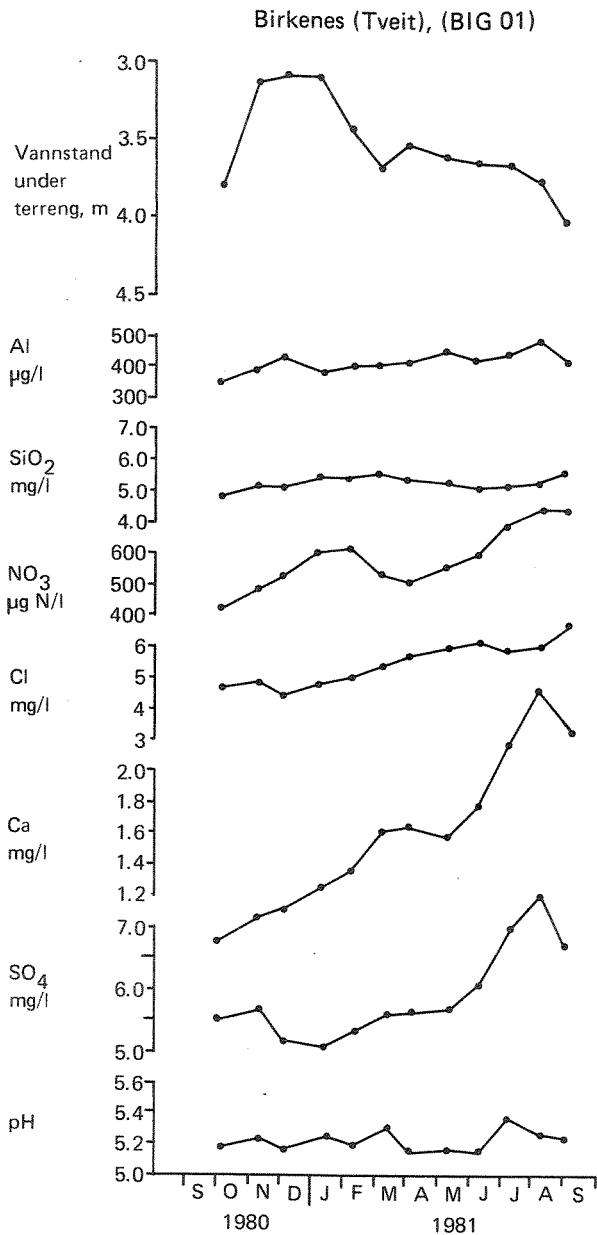 Birkenes (Tveit), (BIG 01)
3.0
3.5
Vannstand
under
terreng, m
4.0
4.5
Al
µg/l
500
400
300
SiO2
mg/l
7.0
6.0
5.0
4.0
NO3
µg N/l
600
500
400
Cl
mg/l
6
5
4
3
Ca
mg/l
2.0
1.8
1.6
1.4
1.2
SO4
mg/l
7.0
6.0
5.0
pH
5.6
5.4
5.2
5.0
S O N D J F M A M J J A S
1980 1981